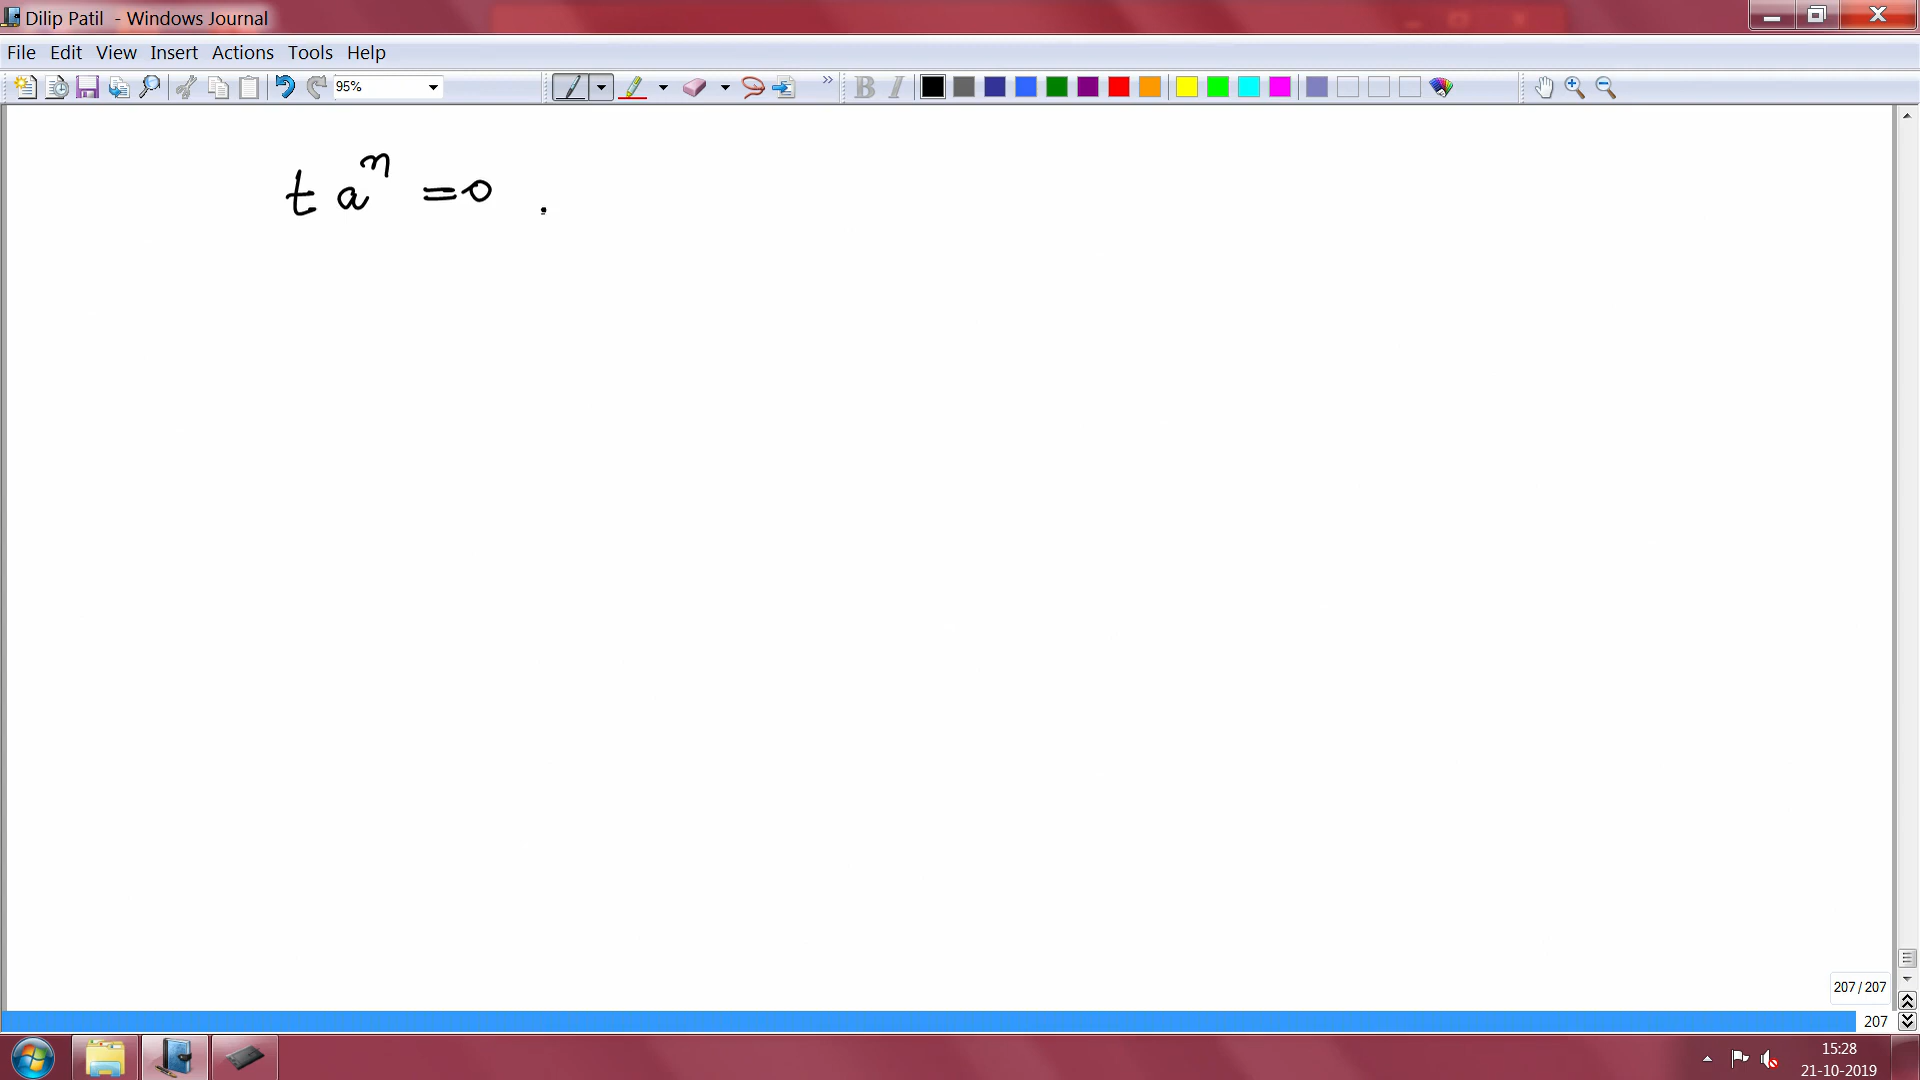 Dilip Patil - Windows Journal
File Edit View Insert Actions Tools Help
95% » B I
t aⁿ = 0 .
207 / 207
207
15:28
21-10-2019